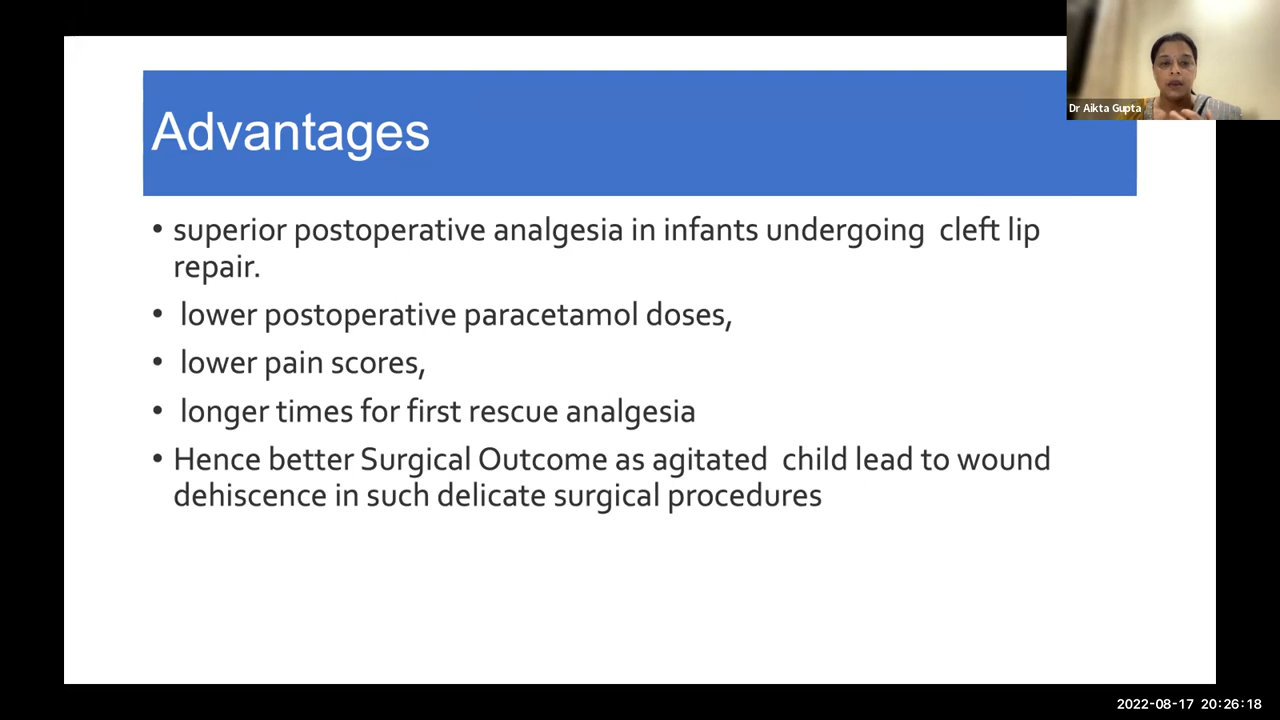 Dr Aikta Gupta
Advantages
• superior postoperative analgesia in infants undergoing  cleft lip
repair.
•  lower postoperative paracetamol doses,
•  lower pain scores,
•  longer times for first rescue analgesia
• Hence better Surgical Outcome as agitated  child lead to wound
dehiscence in such delicate surgical procedures
2022-08-17 20:26:18